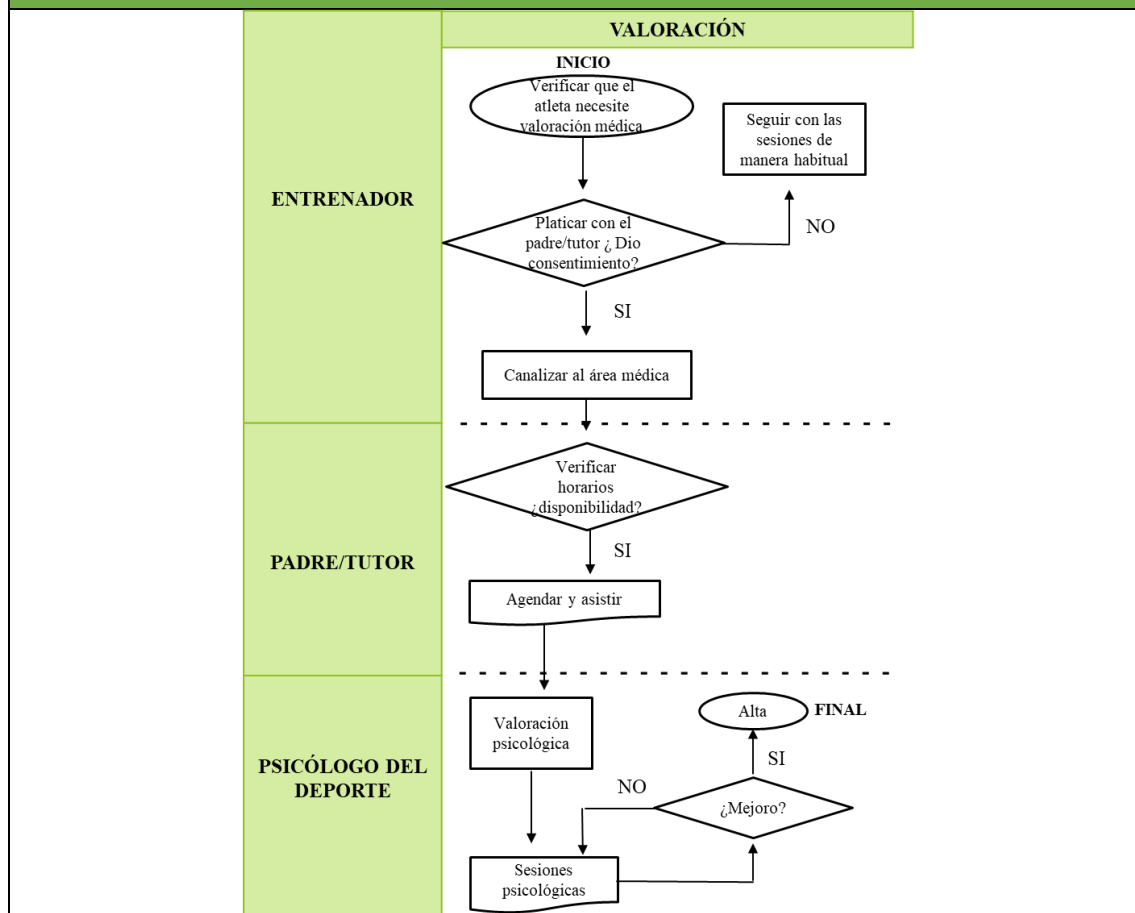 VALORACIÓN
ENTRENADOR
INICIO
Verificar que el
atleta necesite
valoración médica
Seguir con las
sesiones de
manera habitual
Platicar con el
padre/tutor ¿ Dio
consentimiento?
NO
SI
Canalizar al área médica
PADRE/TUTOR
Verificar
horarios
¿disponibilidad?
SI
Agendar y asistir
PSICÓLOGO DEL
DEPORTE
Valoración
psicológica
Alta
FINAL
SI
NO
¿Mejoro?
Sesiones
psicológicas